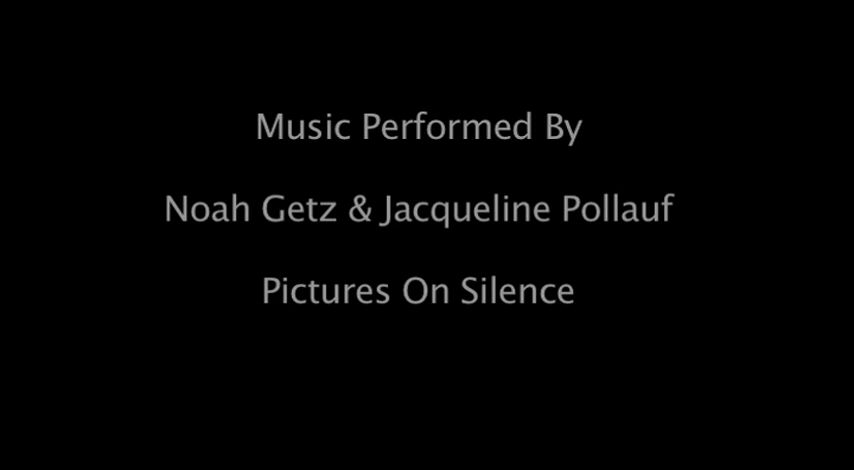 Music Performed By
Noah Getz & Jacqueline Pollauf
Pictures On Silence